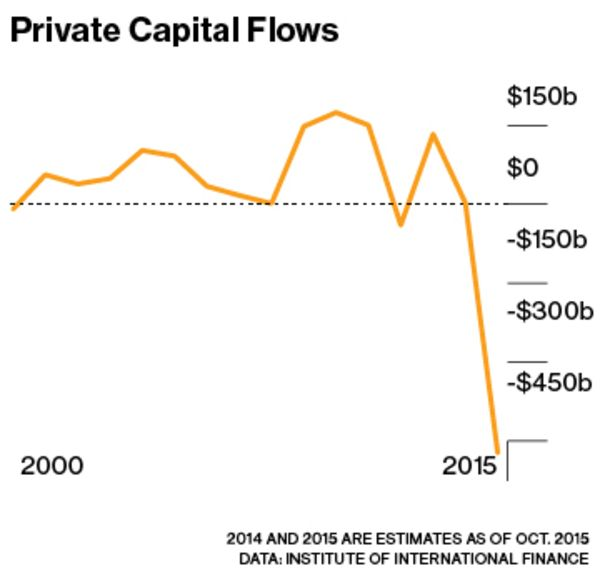 Private Capital Flows
$150b
$0
-$150b
-$300b
-$450b
2000
2015
2014 AND 2015 ARE ESTIMATES AS OF OCT. 2015
DATA: INSTITUTE OF INTERNATIONAL FINANCE